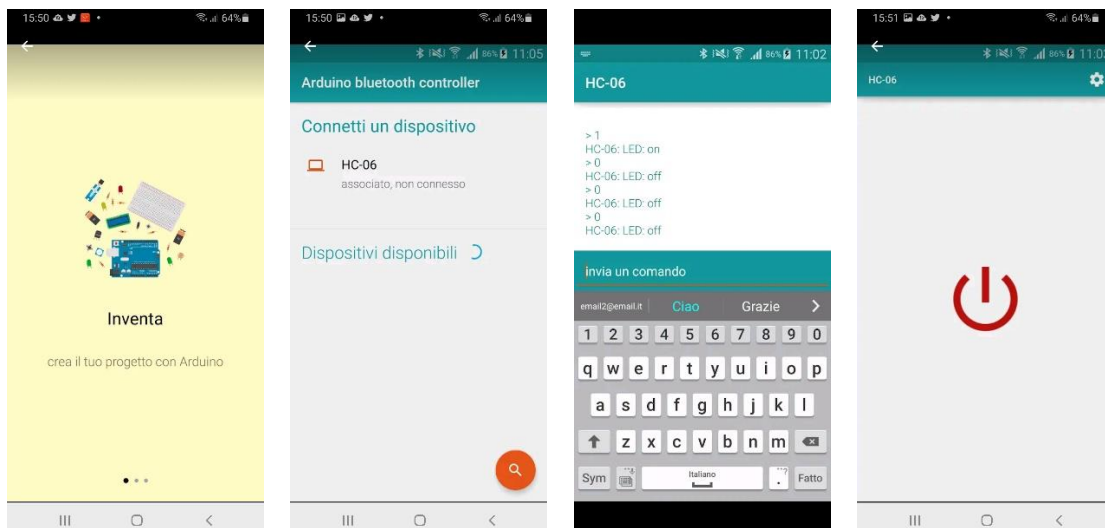 15:50
64%
Inventa
crea il tuo progetto con Arduino
15:50
64%
86% 11:05
Arduino bluetooth controller
Connetti un dispositivo
HC-06
associato, non connesso
Dispositivi disponibili
86% 11:02
HC-06
> 1
HC-06: LED: on
> 0
HC-06: LED: off
> 0
HC-06: LED: off
> 0
HC-06: LED: off
invia un comando
email2@email.it Ciao Grazie
1 2 3 4 5 6 7 8 9 0
q w e r t y u i o p
a s d f g h j k l
z x c v b n m
Sym Italiano . Fatto
15:51
64%
86%
HC-06